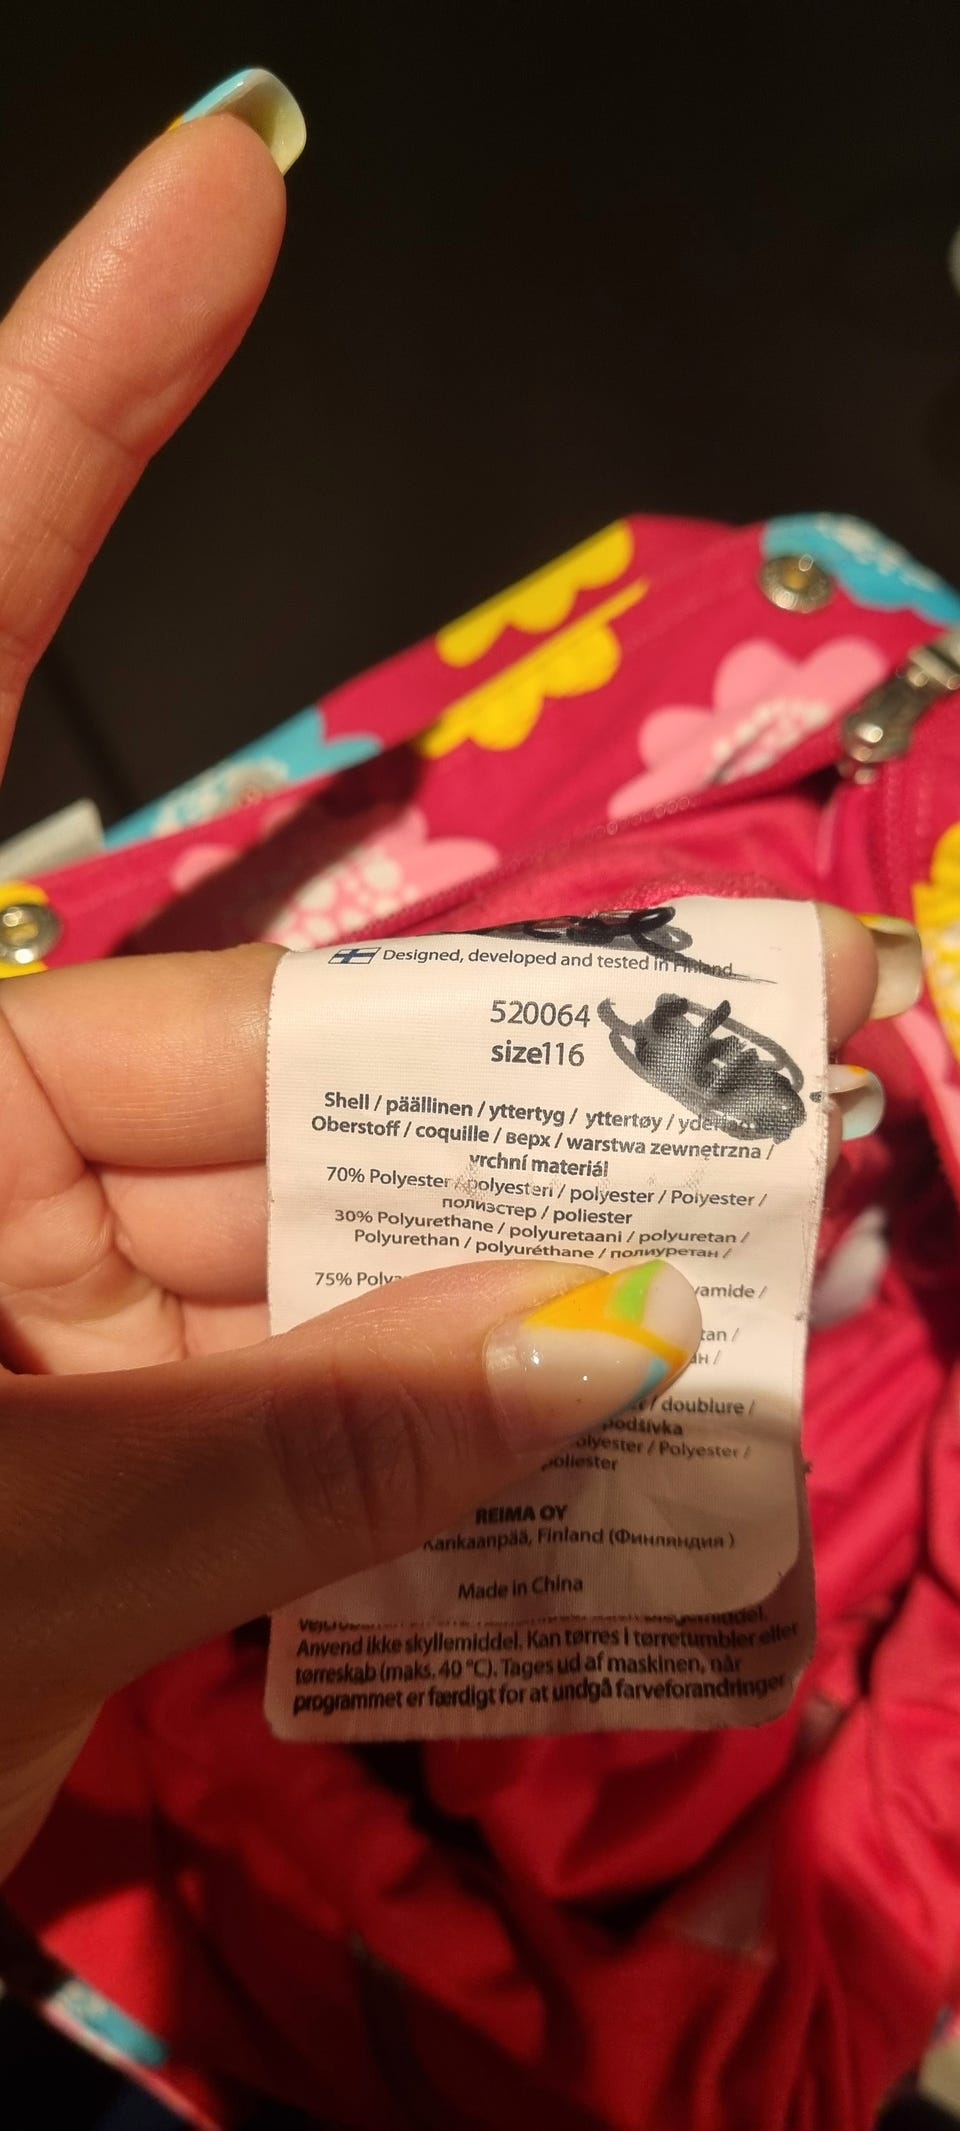 Designed, developed and tested in Finland
520064
size116
Shell / päällinen / yttertyg / yttertøy /
Oberstoff / coquille / верх / warstwa zewnętrzna /
vrchní materiál
70% Polyester / polyesteri / polyester / Polyester /
полиэстер / poliester
30% Polyurethane / polyuretaani / polyuretan /
Polyurethan / polyuréthane / полиуретан /
75%
/ doublure /
podšívka
/ Polyester /
poliester
REIMA OY
Kankaanpää, Finland (Финляндия )
Made in China
Anvend ikke skyllemiddel. Kan tørres i tørretumbler eller
tørreskab (maks. 40 °C). Tages ud af maskinen, når
programmet er færdigt for at undgå farveforandringer